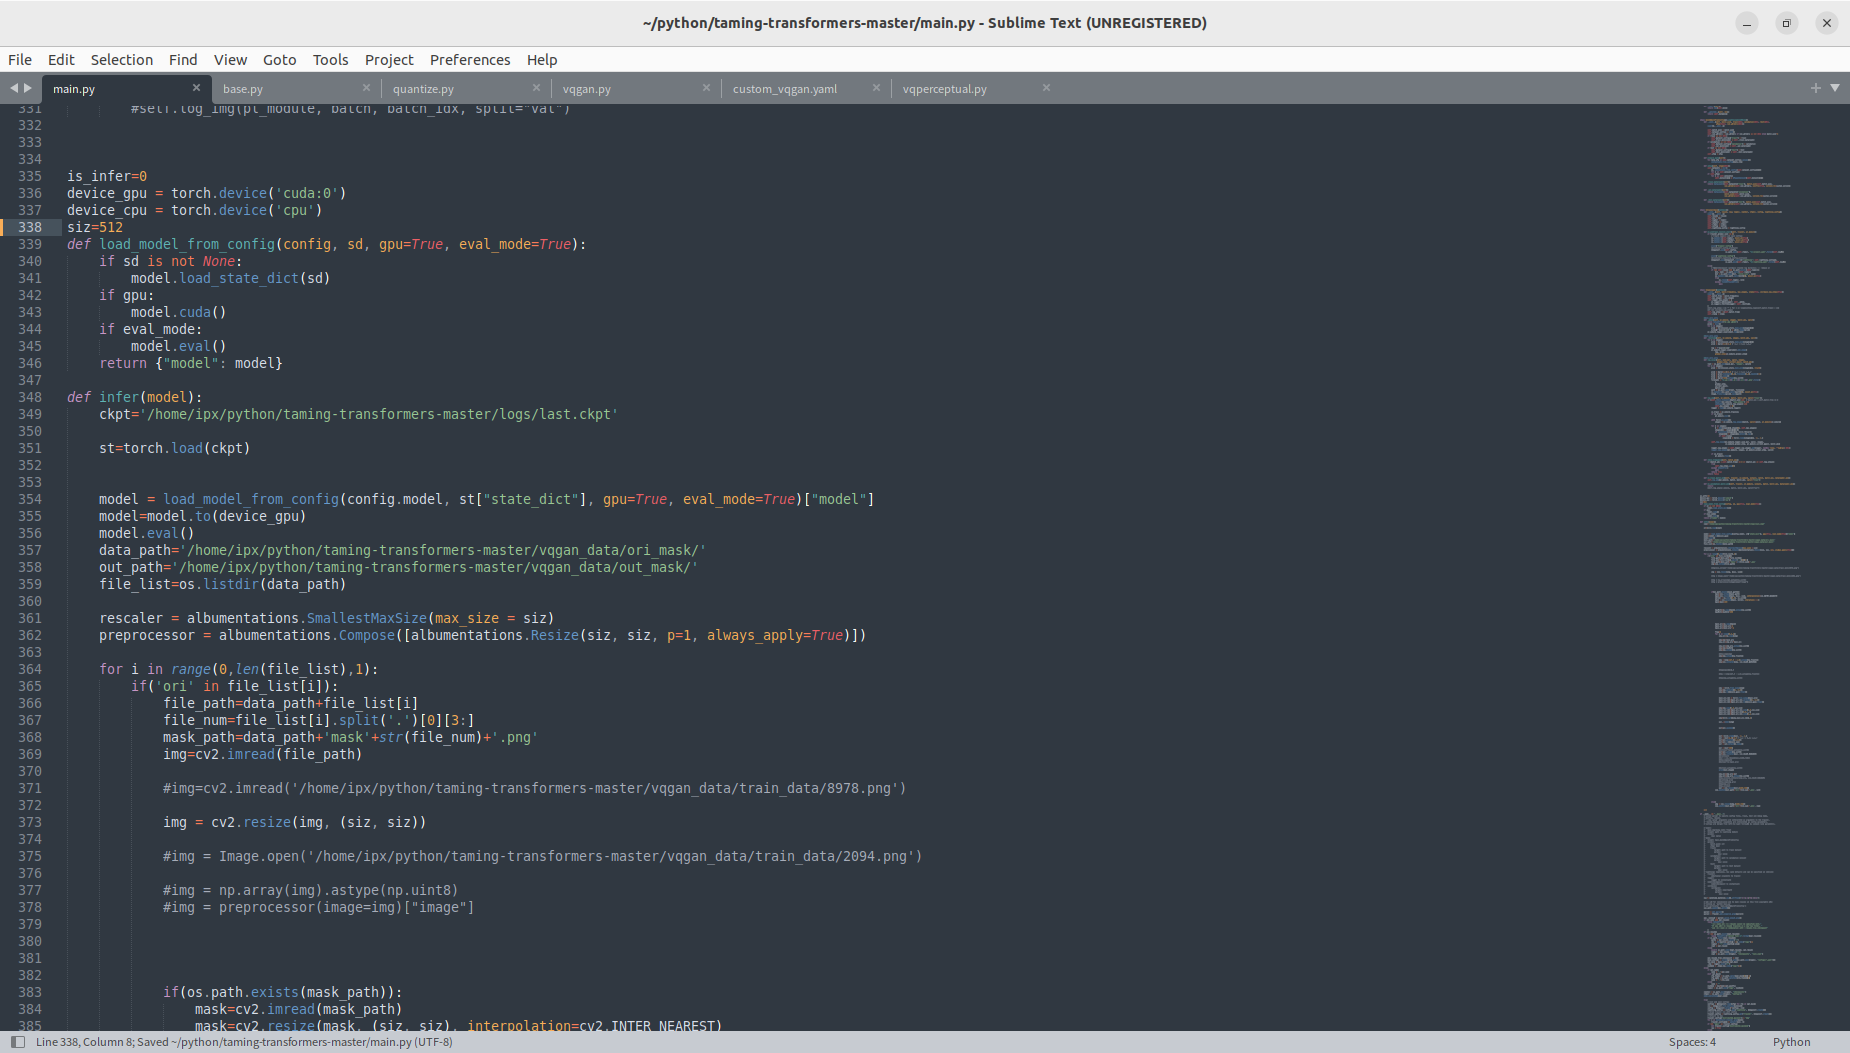 ~/python/taming-transformers-master/main.py - Sublime Text (UNREGISTERED)
File Edit Selection Find View Goto Tools Project Preferences Help
main.py base.py quantize.py vqgan.py custom_vqgan.yaml vqperceptual.py
331 #self.log_img(pl_module, batch, batch_idx, split="val")
332
333
334
335 is_infer=0
336 device_gpu = torch.device('cuda:0')
337 device_cpu = torch.device('cpu')
338 siz=512
339 def load_model_from_config(config, sd, gpu=True, eval_mode=True):
340 if sd is not None:
341 model.load_state_dict(sd)
342 if gpu:
343 model.cuda()
344 if eval_mode:
345 model.eval()
346 return {"model": model}
347
348 def infer(model):
349 ckpt='/home/ipx/python/taming-transformers-master/logs/last.ckpt'
350
351 st=torch.load(ckpt)
352
353
354 model = load_model_from_config(config.model, st["state_dict"], gpu=True, eval_mode=True)["model"]
355 model=model.to(device_gpu)
356 model.eval()
357 data_path='/home/ipx/python/taming-transformers-master/vqgan_data/ori_mask/'
358 out_path='/home/ipx/python/taming-transformers-master/vqgan_data/out_mask/'
359 file_list=os.listdir(data_path)
360
361 rescaler = albumentations.SmallestMaxSize(max_size = siz)
362 preprocessor = albumentations.Compose([albumentations.Resize(siz, siz, p=1, always_apply=True)])
363
364 for i in range(0,len(file_list),1):
365 if('ori' in file_list[i]):
366 file_path=data_path+file_list[i]
367 file_num=file_list[i].split('.')[0][3:]
368 mask_path=data_path+'mask'+str(file_num)+'.png'
369 img=cv2.imread(file_path)
370
371 #img=cv2.imread('/home/ipx/python/taming-transformers-master/vqgan_data/train_data/8978.png')
372
373 img = cv2.resize(img, (siz, siz))
374
375 #img = Image.open('/home/ipx/python/taming-transformers-master/vqgan_data/train_data/2094.png')
376
377 #img = np.array(img).astype(np.uint8)
378 #img = preprocessor(image=img)["image"]
379
380
381
382
383 if(os.path.exists(mask_path)):
384 mask=cv2.imread(mask_path)
385 mask=cv2.resize(mask, (siz, siz), interpolation=cv2.INTER_NEAREST)
Line 338, Column 8; Saved ~/python/taming-transformers-master/main.py (UTF-8) Spaces: 4 Python